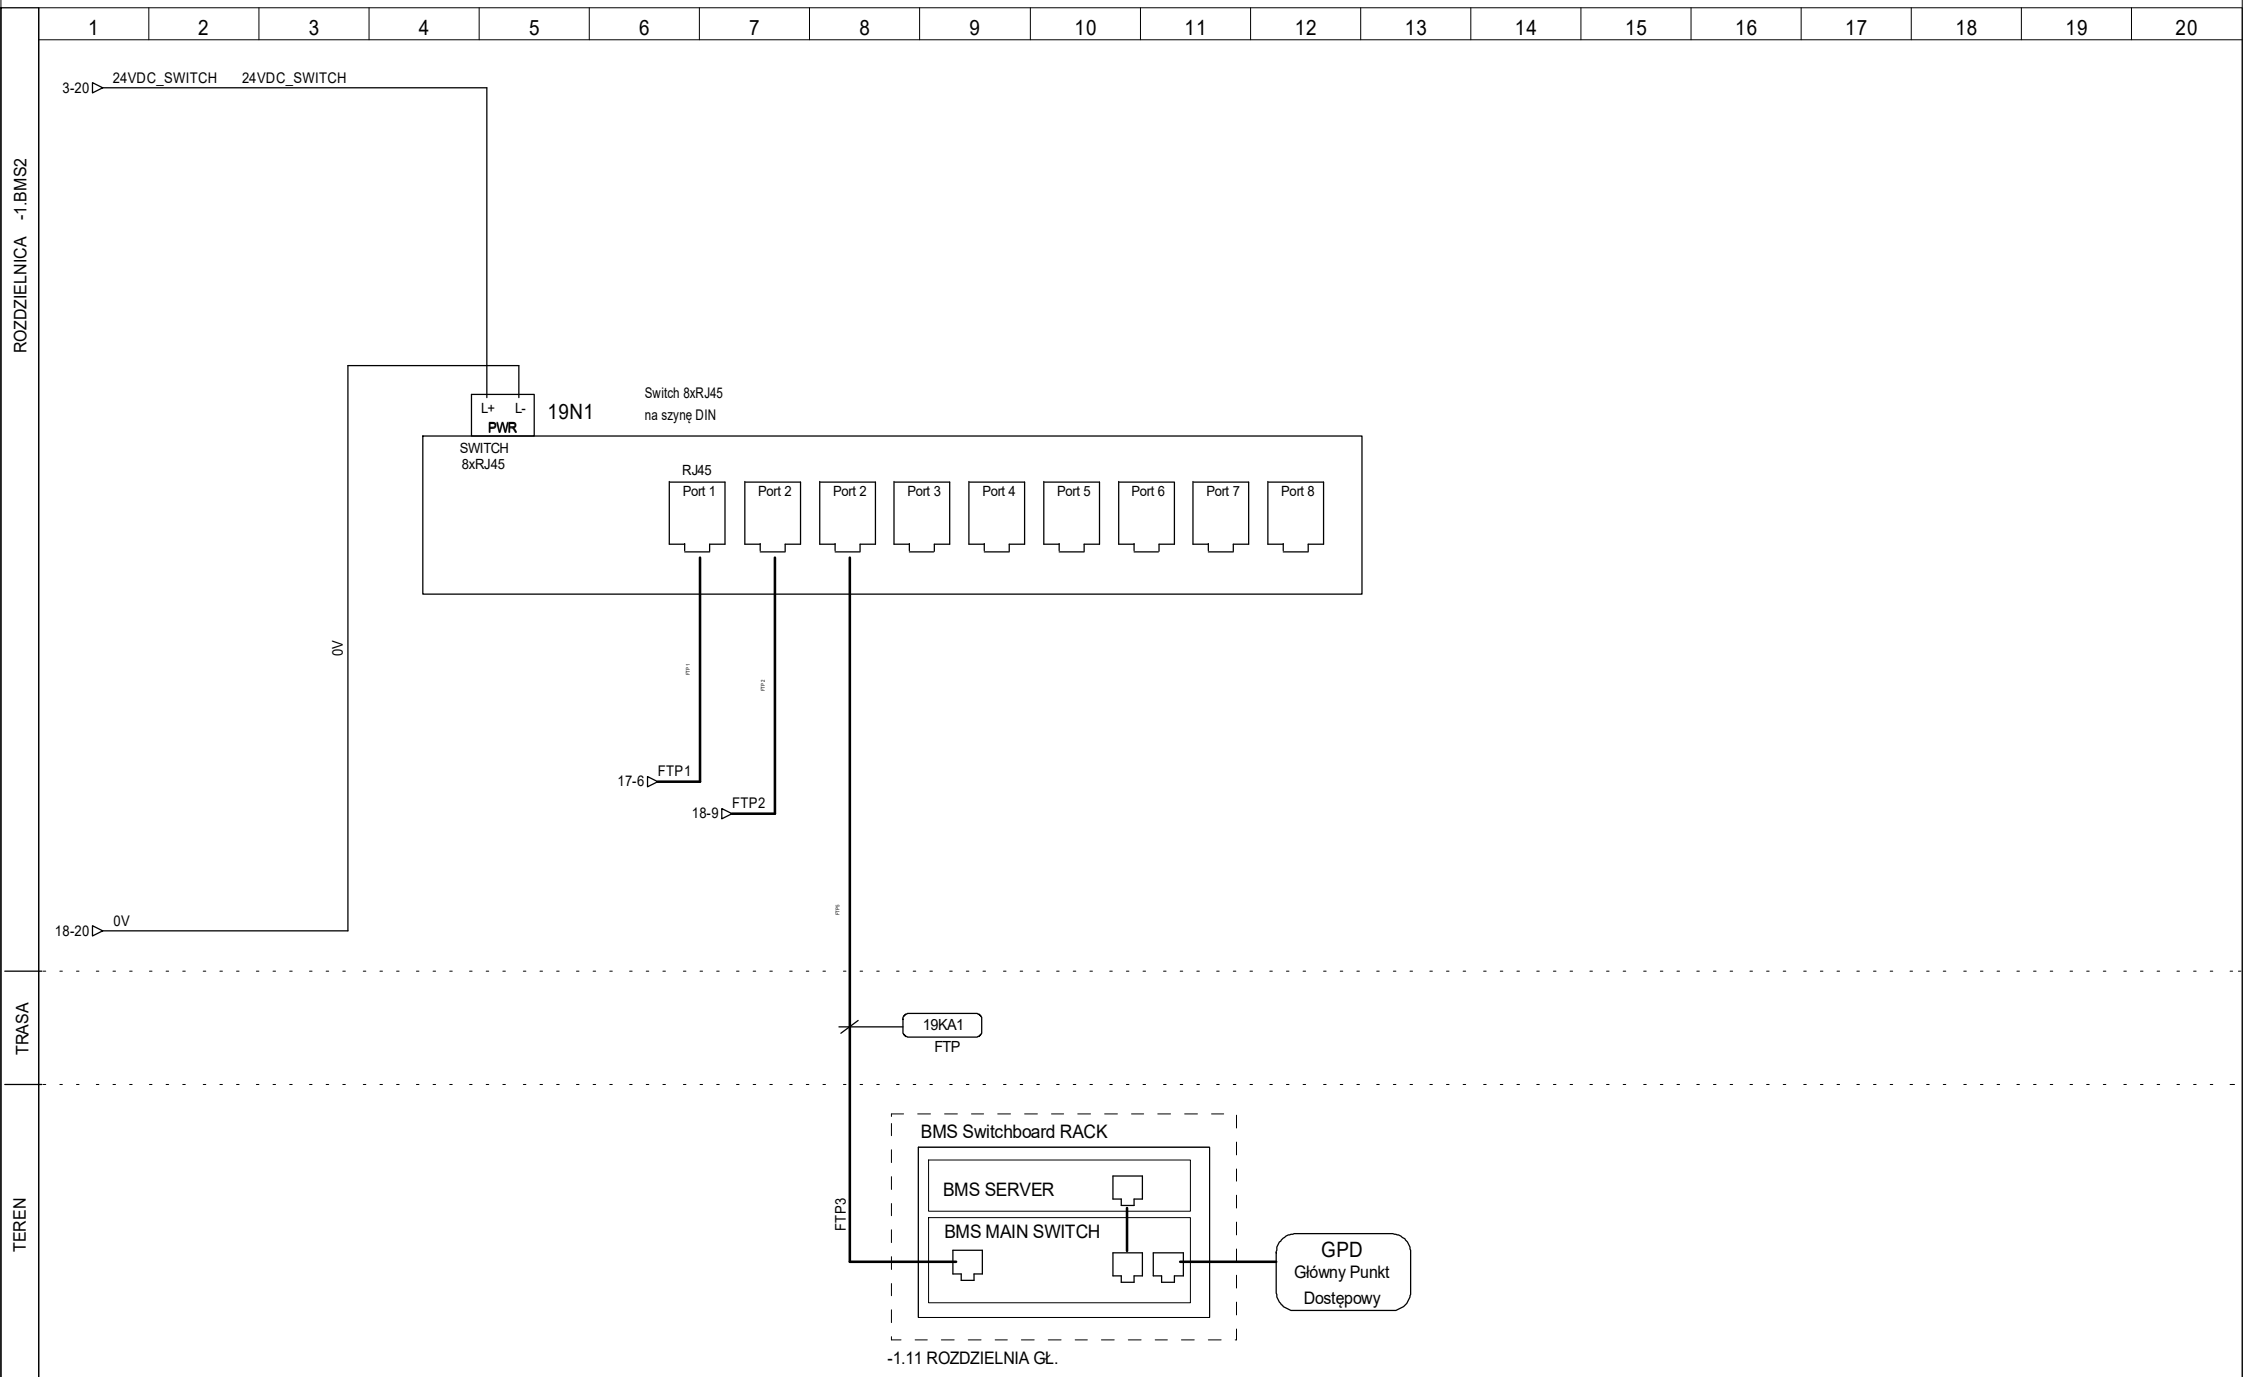 1 2 3 4 5 6 7 8 9 10 11 12 13 14 15 16 17 18 19 20
24VDC_SWITCH 24VDC_SWITCH
3-20
ROZDZIELNICA -1.BMS2
Switch 8xRJ45
na szynę DIN
L+ L-
19N1
PWR
SWITCH
8xRJ45
RJ45
Port 1 Port 2 Port 2 Port 3 Port 4 Port 5 Port 6 Port 7 Port 8
0V
FTP1
FTP2
17-6 FTP1
18-9 FTP2
FTP5
18-20 0V
TRASA
19KA1
FTP
TEREN
BMS Switchboard RACK
BMS SERVER
FTP3
BMS MAIN SWITCH
GPD
Główny Punkt
Dostępowy
-1.11 ROZDZIELNIA GŁ.